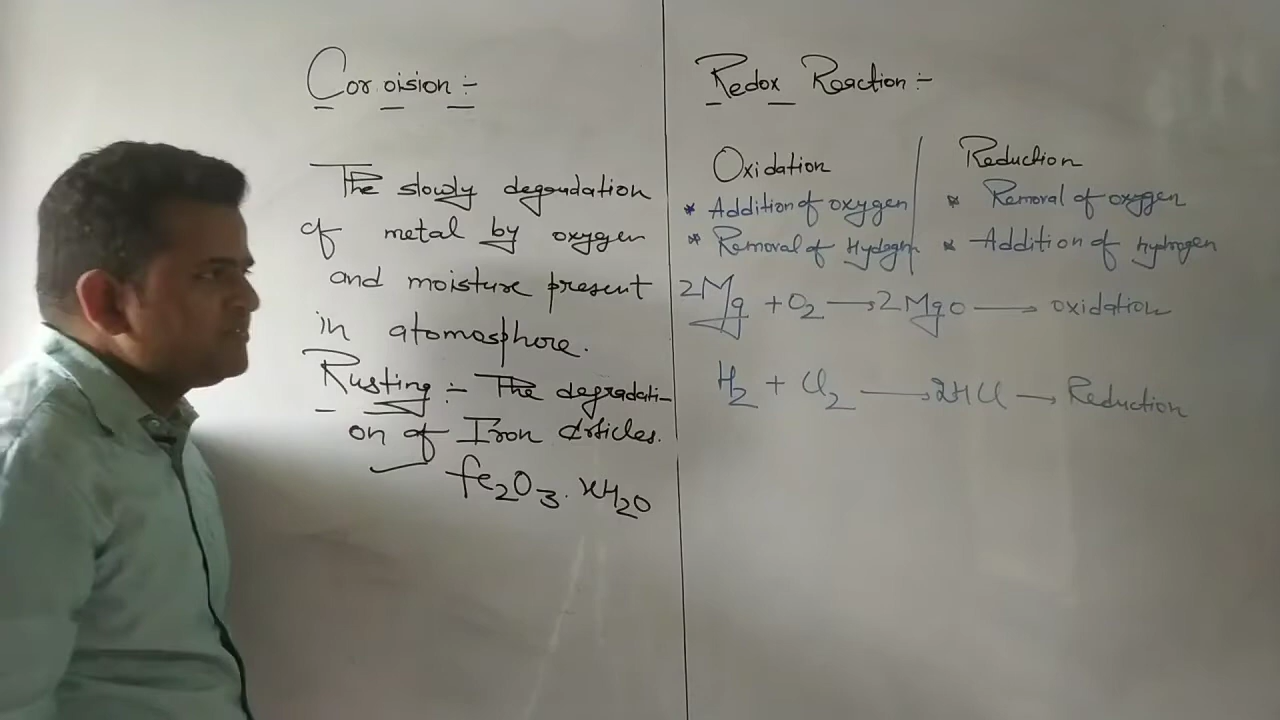 Coroision :-
The slowly degradation
of metal by oxygen
and moisture present
in atomosphore.
Rusting :- The degradati-
on of Iron Articles.
Fe2O3.xH2O
Redox Reaction :-
Oxidation
* Addition of oxygen
* Removal of Hydogen
Reduction
* Removal of oxygen
* Addition of hydrogen
2Mg + O2 → 2MgO → oxidation
H2 + Cl2 → 2HCl → Reduction